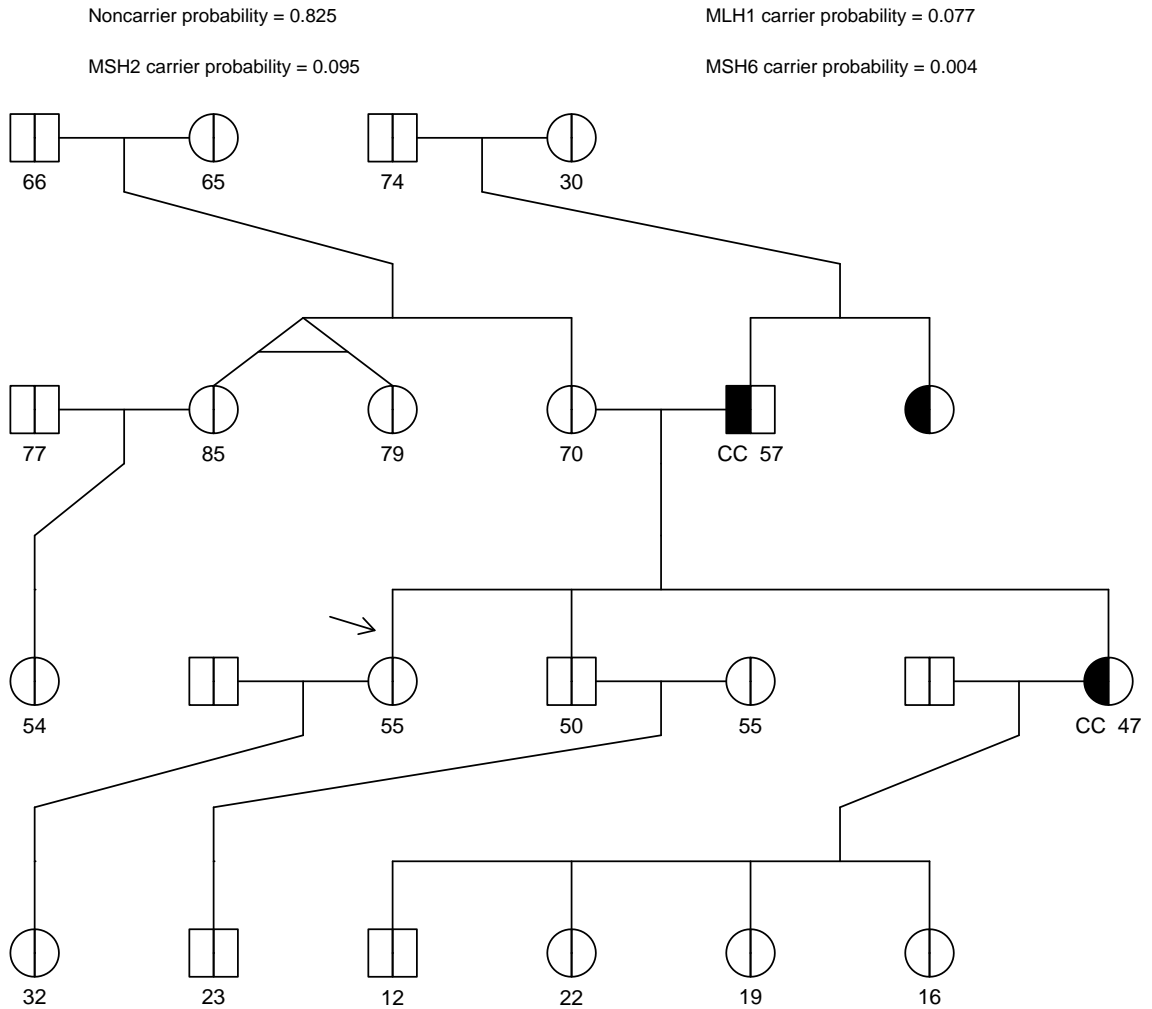 Noncarrier probability = 0.825 MLH1 carrier probability = 0.077
MSH2 carrier probability = 0.095 MSH6 carrier probability = 0.004
66 65 74 30
77 85 79 70 CC 57
54 55 50 55 CC 47
32 23 12 22 19 16